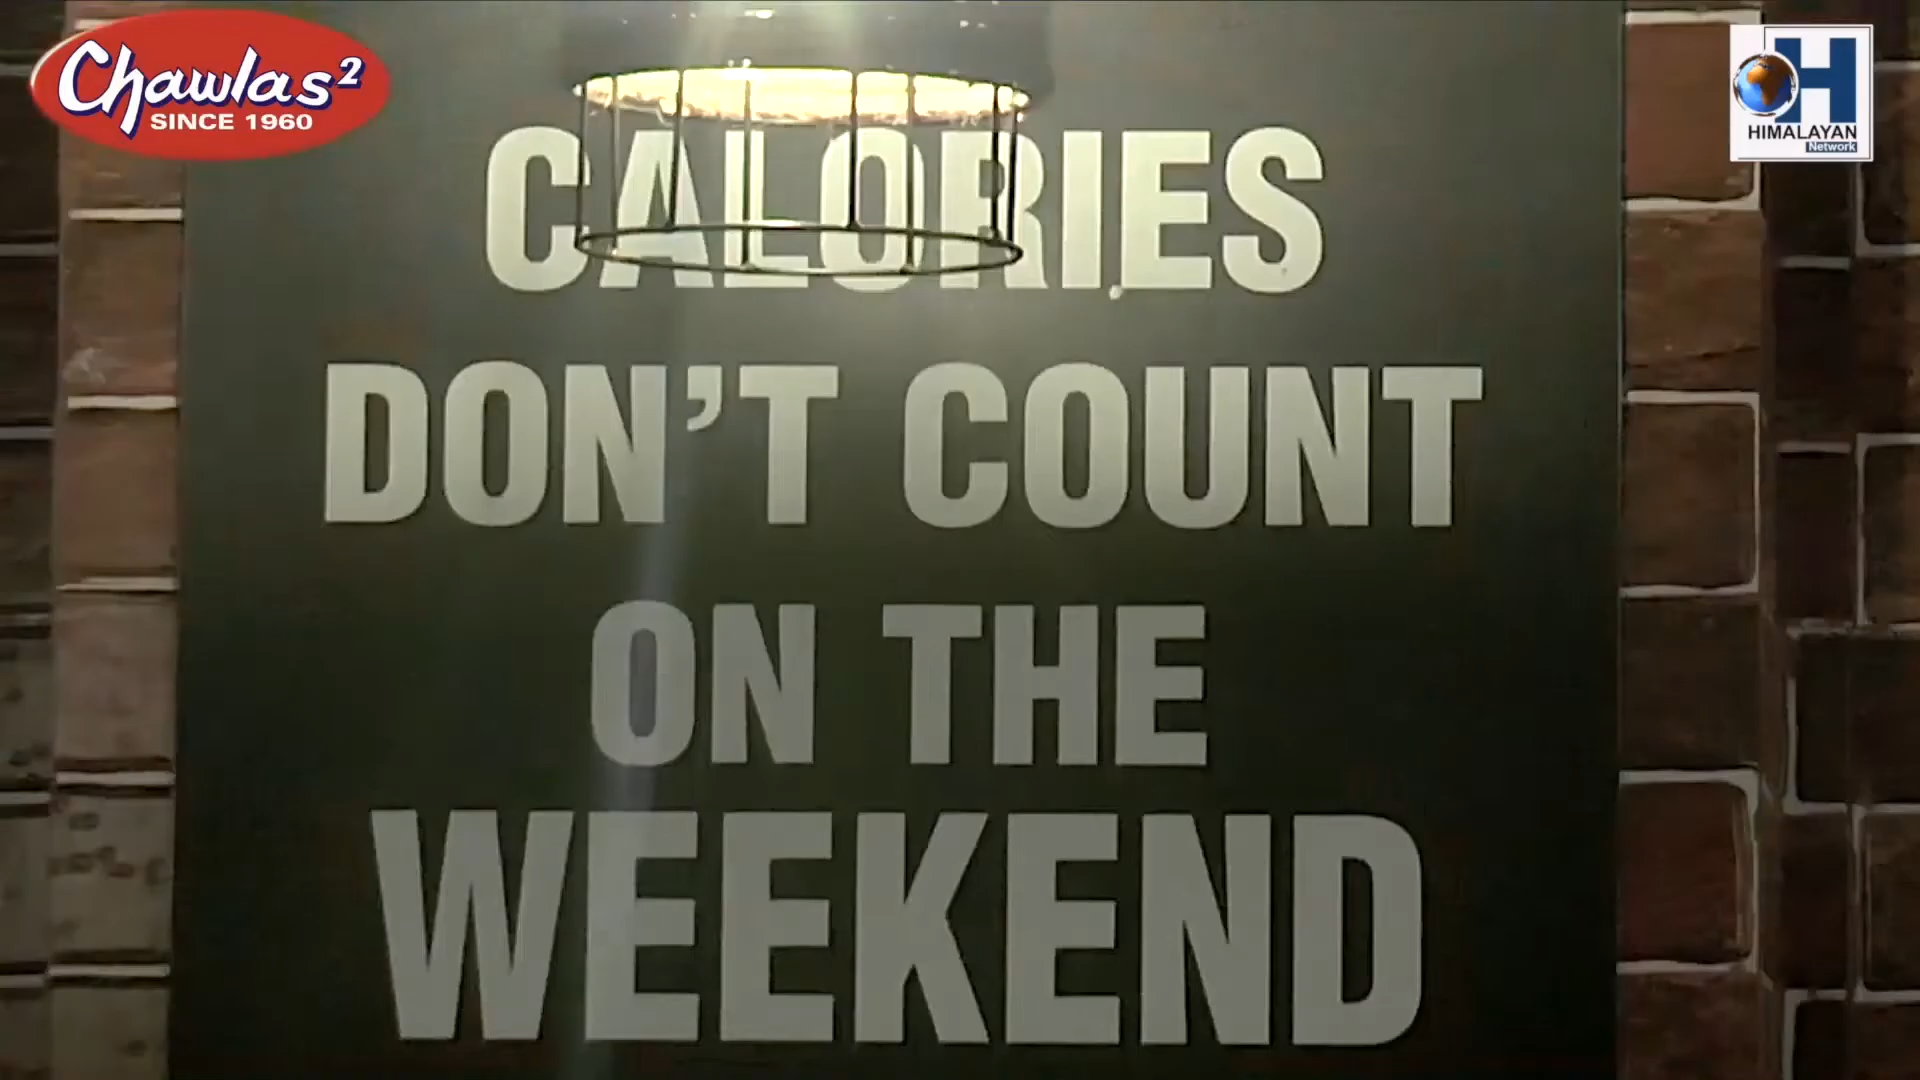 Chawlas²
SINCE 1960
HIMALAYAN
Network
CALORIES
DON'T COUNT
ON THE
WEEKEND